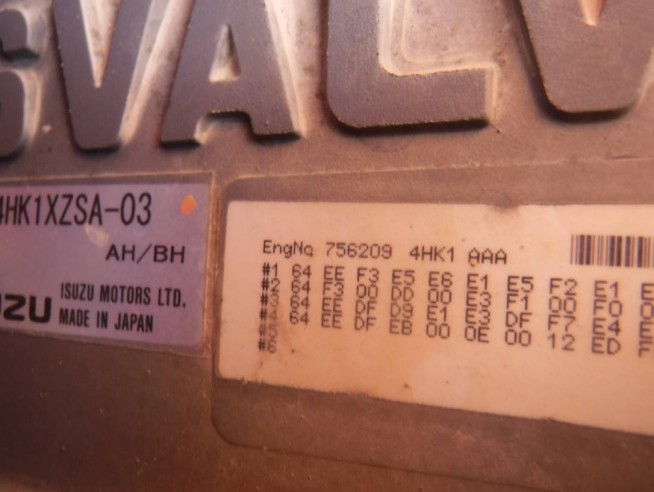 SVALV
4HK1XZSA-03
AH/BH
UZU ISUZU MOTORS LTD.
MADE IN JAPAN
EngNo 756209 4HK1 AAA
#1 64 EE F3 E5 E6 E1 E5 F2 E1 E
#2 64 F3 00 DD 00 E3 F1 00 F0 0
#3 64 EE DF D9 E1 E3 DF F7 E4 E
#4 64 EE DF EB 00 0E 00 12 ED F
#5
#6